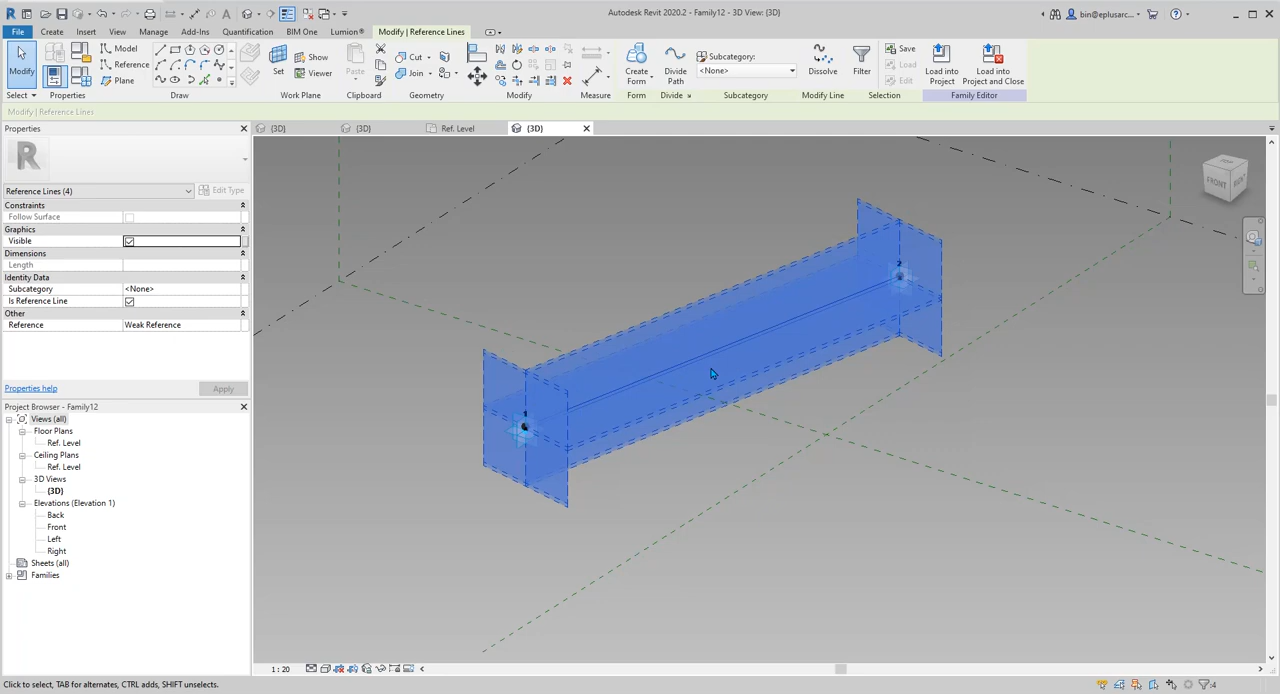 Autodesk Revit 2020.2 - Family12 - 3D View: {3D}
bin@eplusarc...
File Create Insert View Manage Add-Ins Quantification BIM One Lumion® Modify | Reference Lines
Modify
Model
Reference
Plane
Set
Show
Viewer
Paste
Cut
Join
Create
Form
Divide
Path
Subcategory:
<None>
Dissolve
Filter
Save
Load
Edit
Load into
Project
Load into
Project and Close
Select Properties Draw Work Plane Clipboard Geometry Modify Measure Form Divide Subcategory Modify Line Selection Family Editor
Modify | Reference Lines
Properties
{3D} {3D} Ref. Level {3D}
R
FRONT RIGHT
Reference Lines (4)
Edit Type
Constraints
Follow Surface
Graphics
Visible
Dimensions
Length
Identity Data
Subcategory <None>
Is Reference Line
Other
Reference Weak Reference
Properties help
Apply
Project Browser - Family12
Views (all)
Floor Plans
Ref. Level
Ceiling Plans
Ref. Level
3D Views
{3D}
Elevations (Elevation 1)
Back
Front
Left
Right
Sheets (all)
Families
2
1
1 : 20
Click to select, TAB for alternates, CTRL adds, SHIFT unselects.
:4